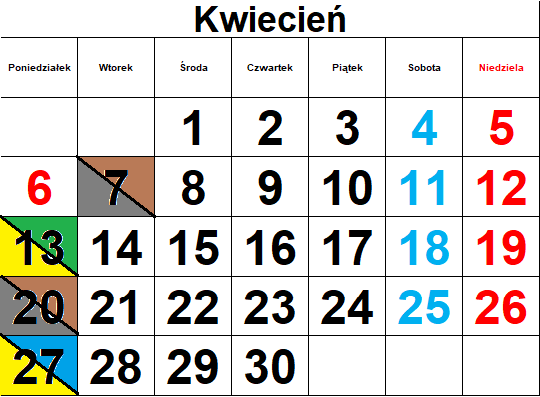 Kwiecień
Poniedziałek Wtorek Środa Czwartek Piątek Sobota Niedziela
1 2 3 4 5
6 7 8 9 10 11 12
13 14 15 16 17 18 19
20 21 22 23 24 25 26
27 28 29 30